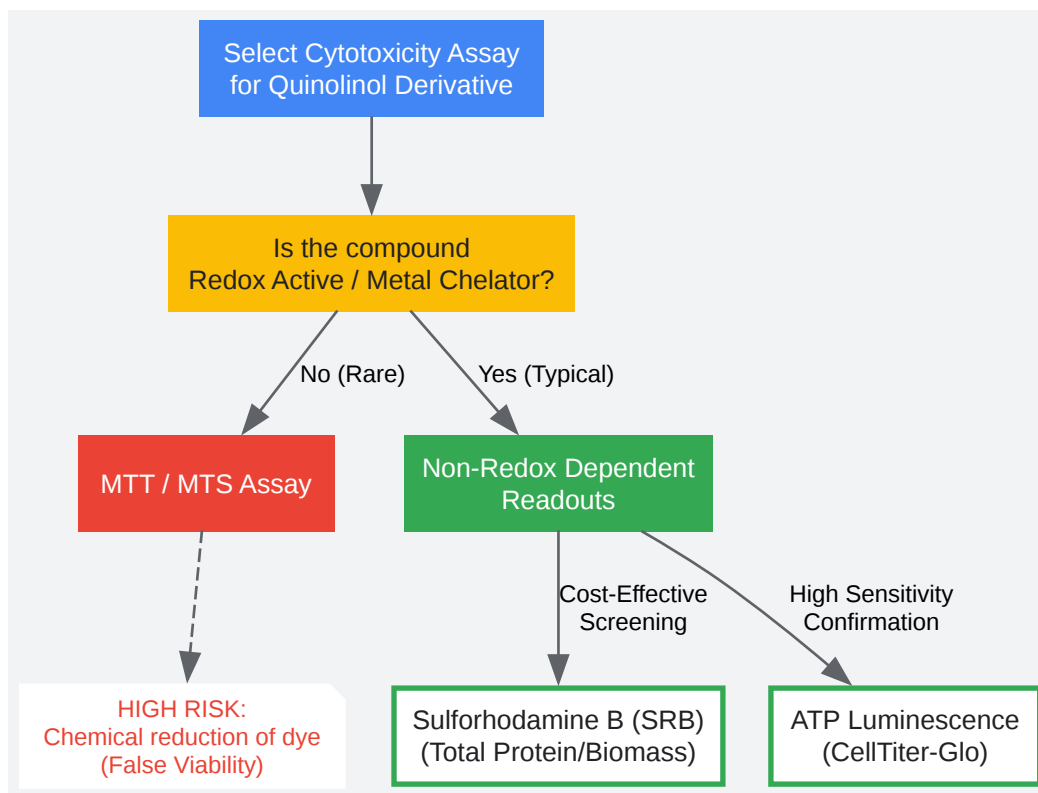 Select Cytotoxicity Assay
for Quinolinol Derivative
Is the compound
Redox Active / Metal Chelator?
No (Rare)
Yes (Typical)
MTT / MTS Assay
Non-Redox Dependent
Readouts
Cost-Effective
Screening
High Sensitivity
Confirmation
HIGH RISK:
Chemical reduction of dye
(False Viability)
Sulforhodamine B (SRB)
(Total Protein/Biomass)
ATP Luminescence
(CellTiter-Glo)